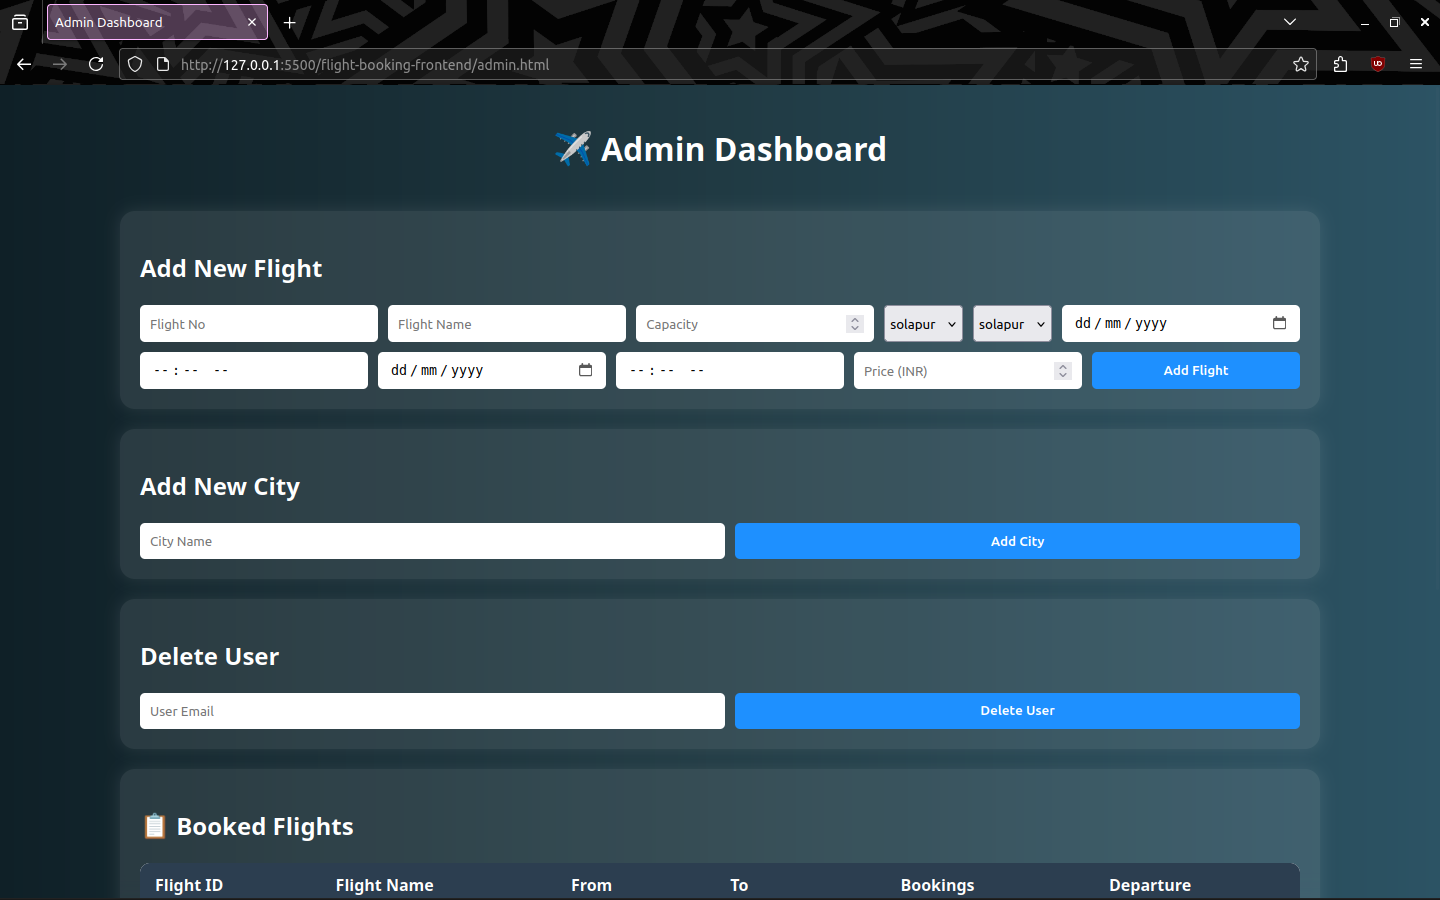 Admin Dashboard
http://127.0.0.1:5500/flight-booking-frontend/admin.html
✈️ Admin Dashboard
Add New Flight
Flight No Flight Name Capacity solapur solapur dd / mm / yyyy
-- : -- -- dd / mm / yyyy -- : -- -- Price (INR) Add Flight
Add New City
City Name Add City
Delete User
User Email Delete User
📋 Booked Flights
Flight ID Flight Name From To Bookings Departure